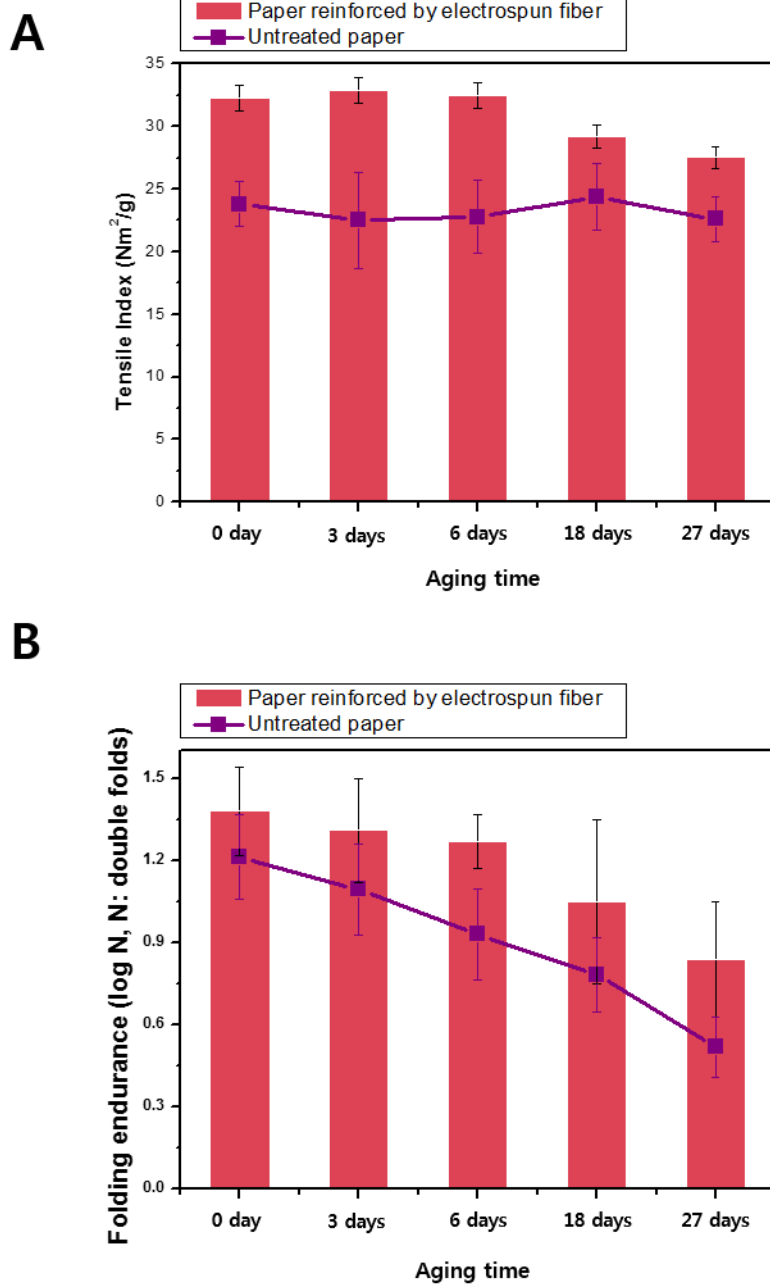 A
Paper reinforced by electrospun fiber
Untreated paper
Tensile Index (Nm²/g)
35
30
25
20
15
10
5
0
0 day 3 days 6 days 18 days 27 days
Aging time
B
Paper reinforced by electrospun fiber
Untreated paper
Folding endurance (log N, N: double folds)
1.5
1.2
0.9
0.6
0.3
0.0
0 day 3 days 6 days 18 days 27 days
Aging time